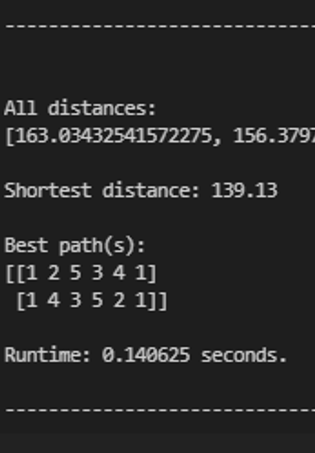 ----------------------------------
All distances:
[163.03432541572275, 156.3797
Shortest distance: 139.13
Best path(s):
[[1 2 5 3 4 1]
[1 4 3 5 2 1]]
Runtime: 0.140625 seconds.
----------------------------------